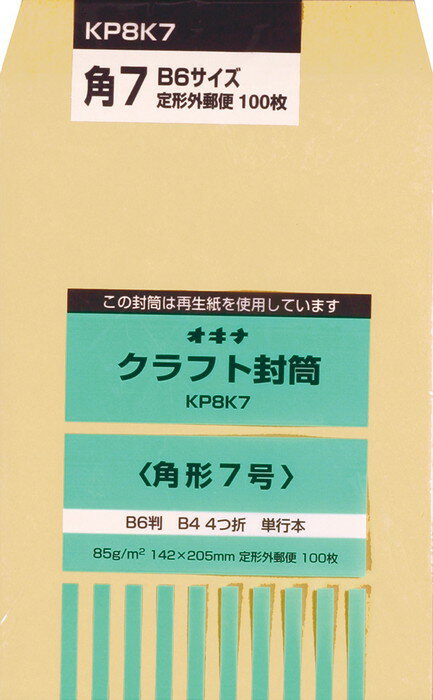 KP8K7
角7 B6サイズ
定形外郵便 100枚
この封筒は再生紙を使用しています
オキナ
クラフト封筒
KP8K7
〈角形7号〉
B6判 B4 4つ折 単行本
85g/m² 142×205mm 定形外郵便 100枚